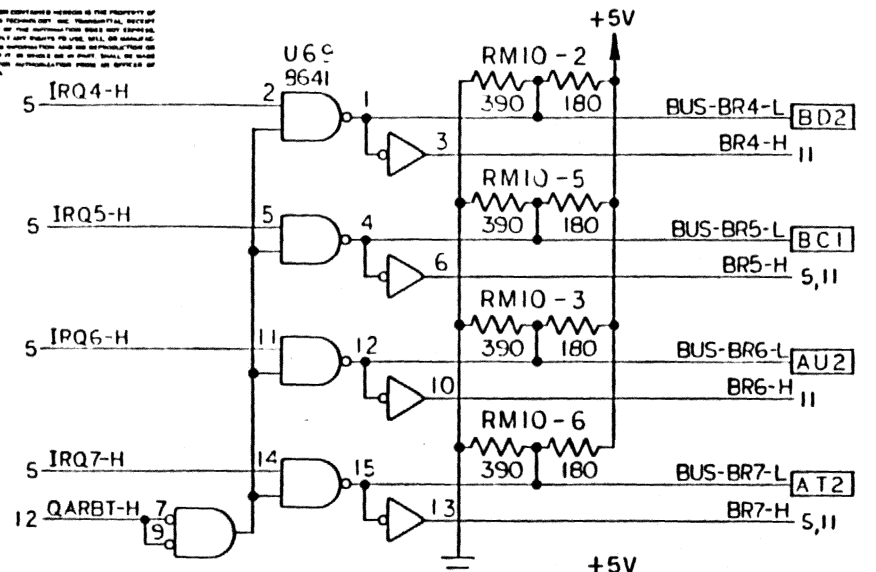 +5V
U69
8641
RM10-2
390 180
5 IRQ4-H
2 1
BUS-BR4-L BD2
3
BR4-H 11
RM10-5
390 180
5 IRQ5-H
5 4
BUS-BR5-L BC1
6
BR5-H 5,11
RM10-3
390 180
5 IRQ6-H
11 12
BUS-BR6-L AU2
10
BR6-H 11
RM10-6
390 180
5 IRQ7-H
14 15
BUS-BR7-L AT2
13
BR7-H 5,11
12 QARBT-H 7
9
+5V